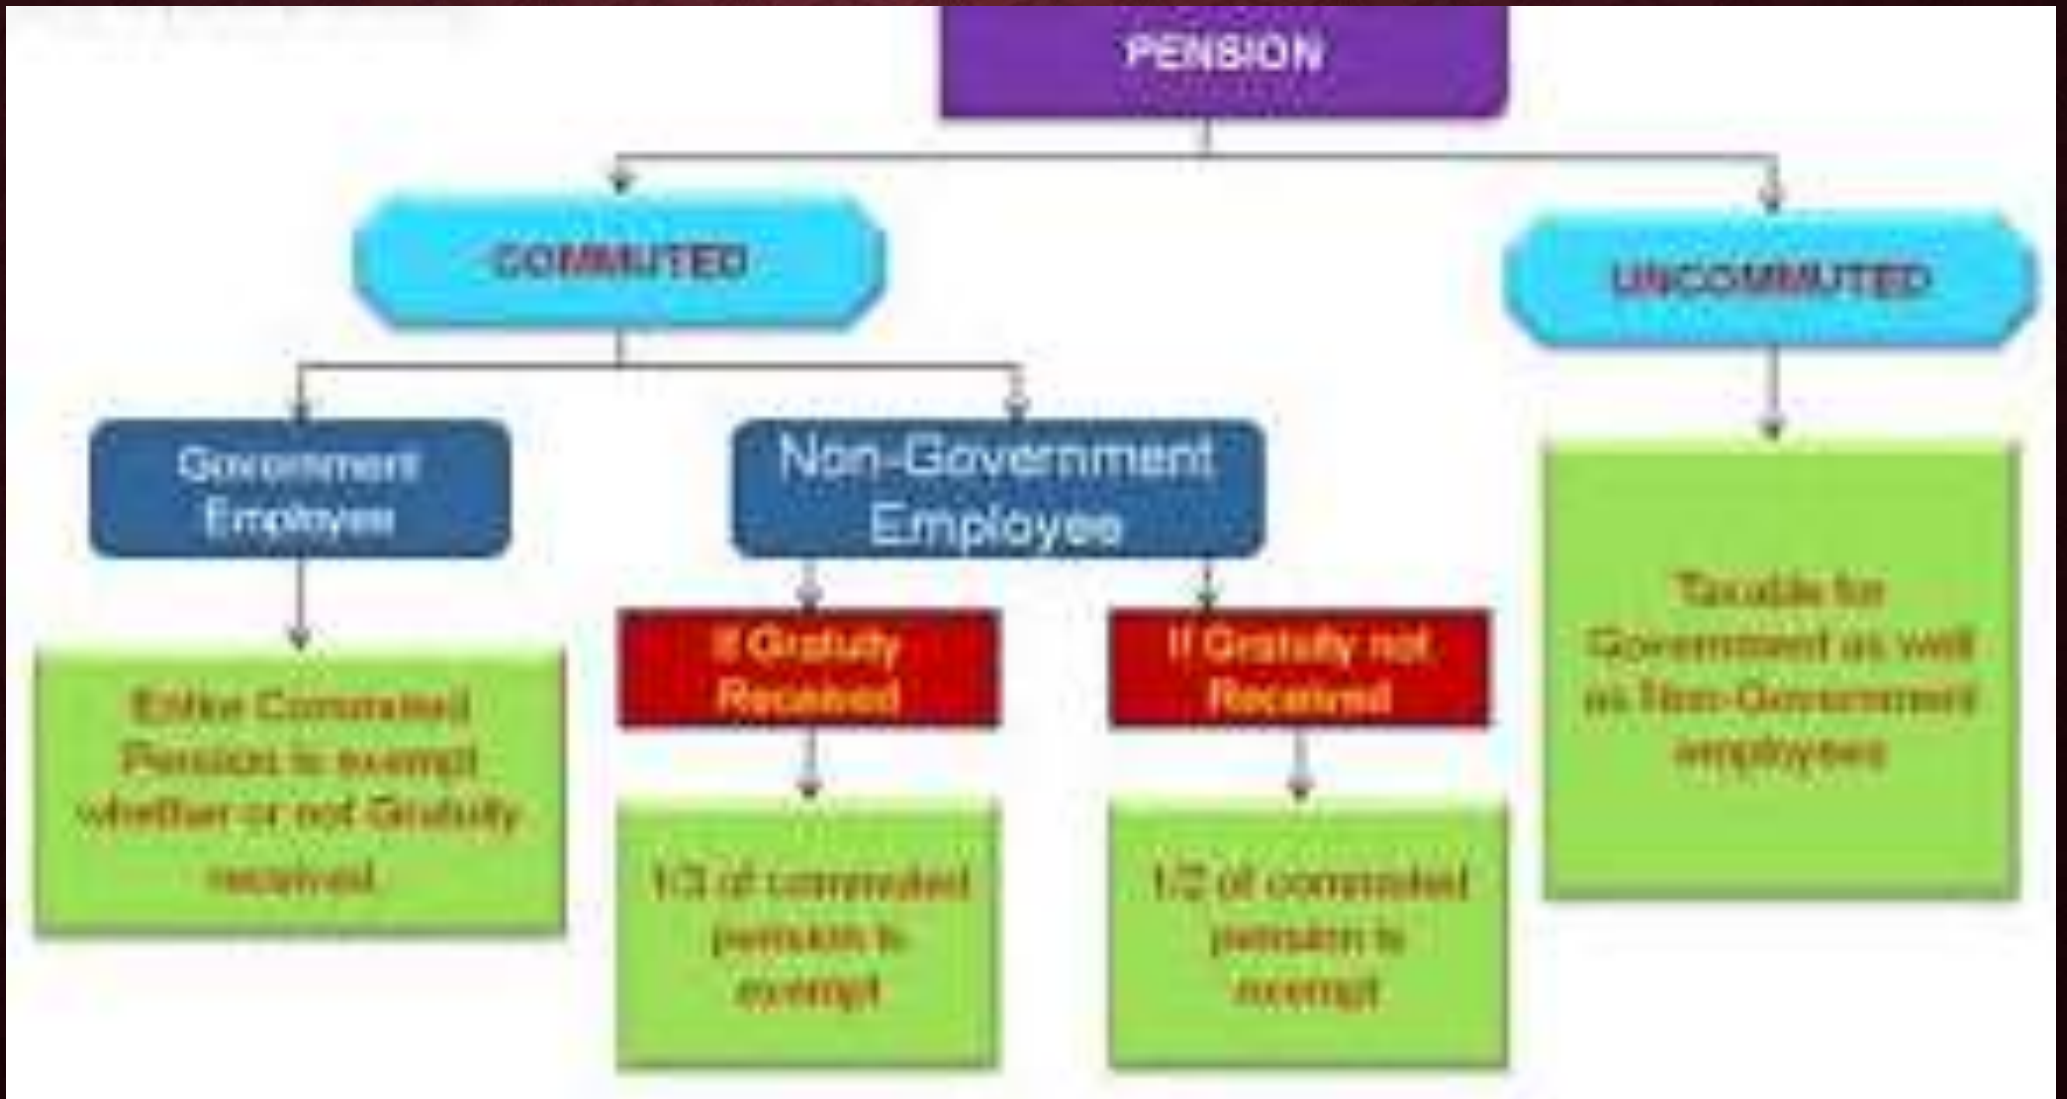 PENSION
COMMUTED
UNCOMMUTED
Government
Employee
Non-Government
Employee
If Gratuity
Received
If Gratuity not
Received
Entire Commuted
Pension is exempt
whether or not Gratuity
received.
1/3 of commuted
pension is
exempt
1/2 of commuted
pension is
exempt
Taxable for
Government as well
as Non-Government
employees